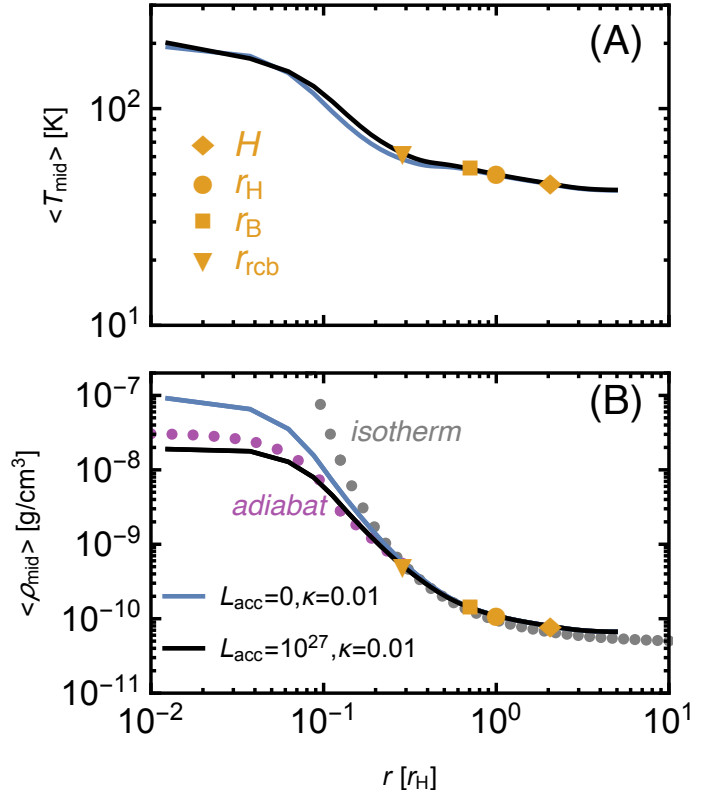 (A)
<T_mid> [K]
10^2
10^1
H
r_H
r_B
r_rcb
(B)
<ρ_mid> [g/cm^3]
10^-7
10^-8
10^-9
10^-10
10^-11
isotherm
adiabat
L_acc=0,κ=0.01
L_acc=10^27,κ=0.01
10^-2 10^-1 10^0 10^1
r [r_H]